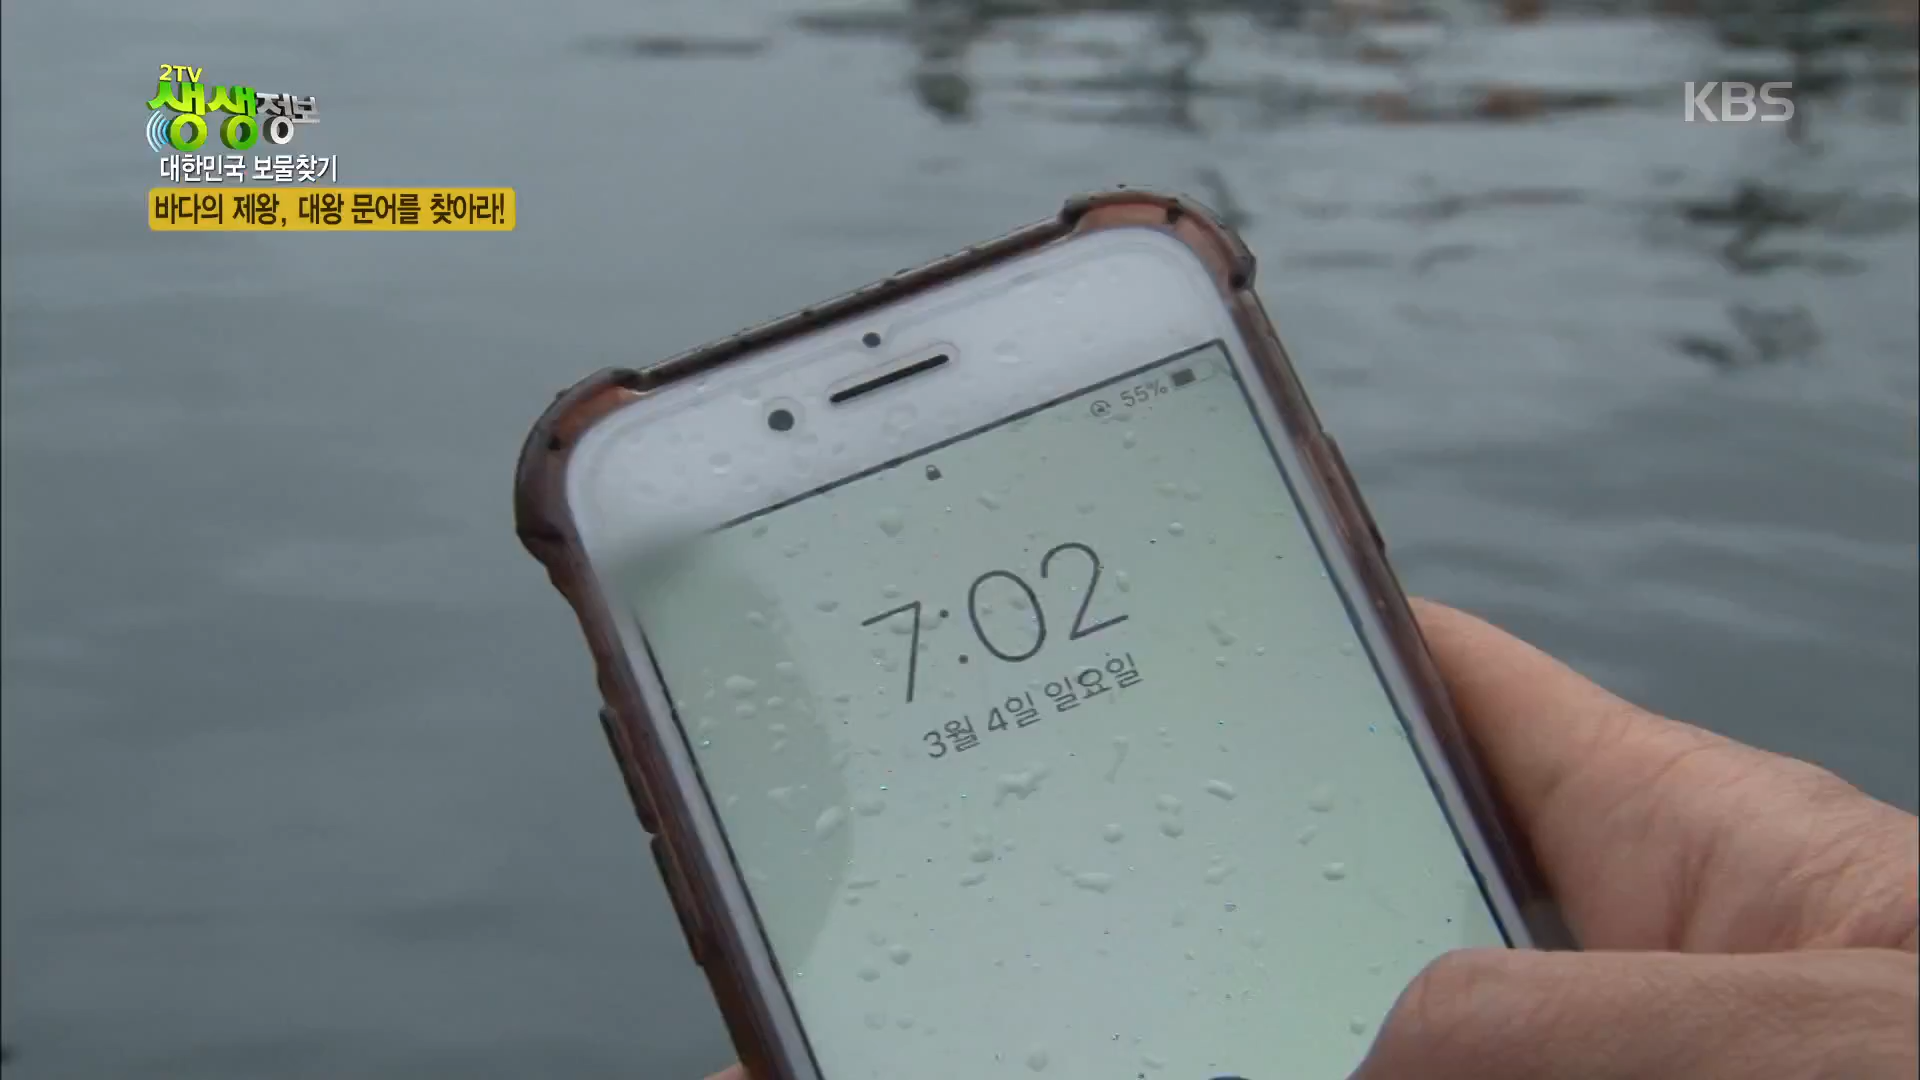 2TV
생생정보
대한민국 보물찾기
바다의 제왕, 대왕 문어를 찾아라!
KBS
55%
7:02
3월 4일 일요일